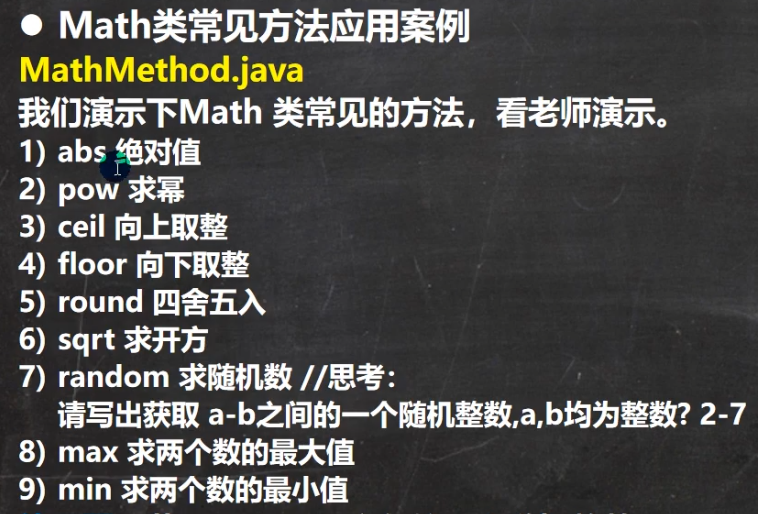 ● Math类常见方法应用案例
MathMethod.java
我们演示下Math 类常见的方法，看老师演示。
1) abs 绝对值
2) pow 求幂
3) ceil 向上取整
4) floor 向下取整
5) round 四舍五入
6) sqrt 求开方
7) random 求随机数 //思考：
请写出获取 a-b之间的一个随机整数,a,b均为整数? 2-7
8) max 求两个数的最大值
9) min 求两个数的最小值